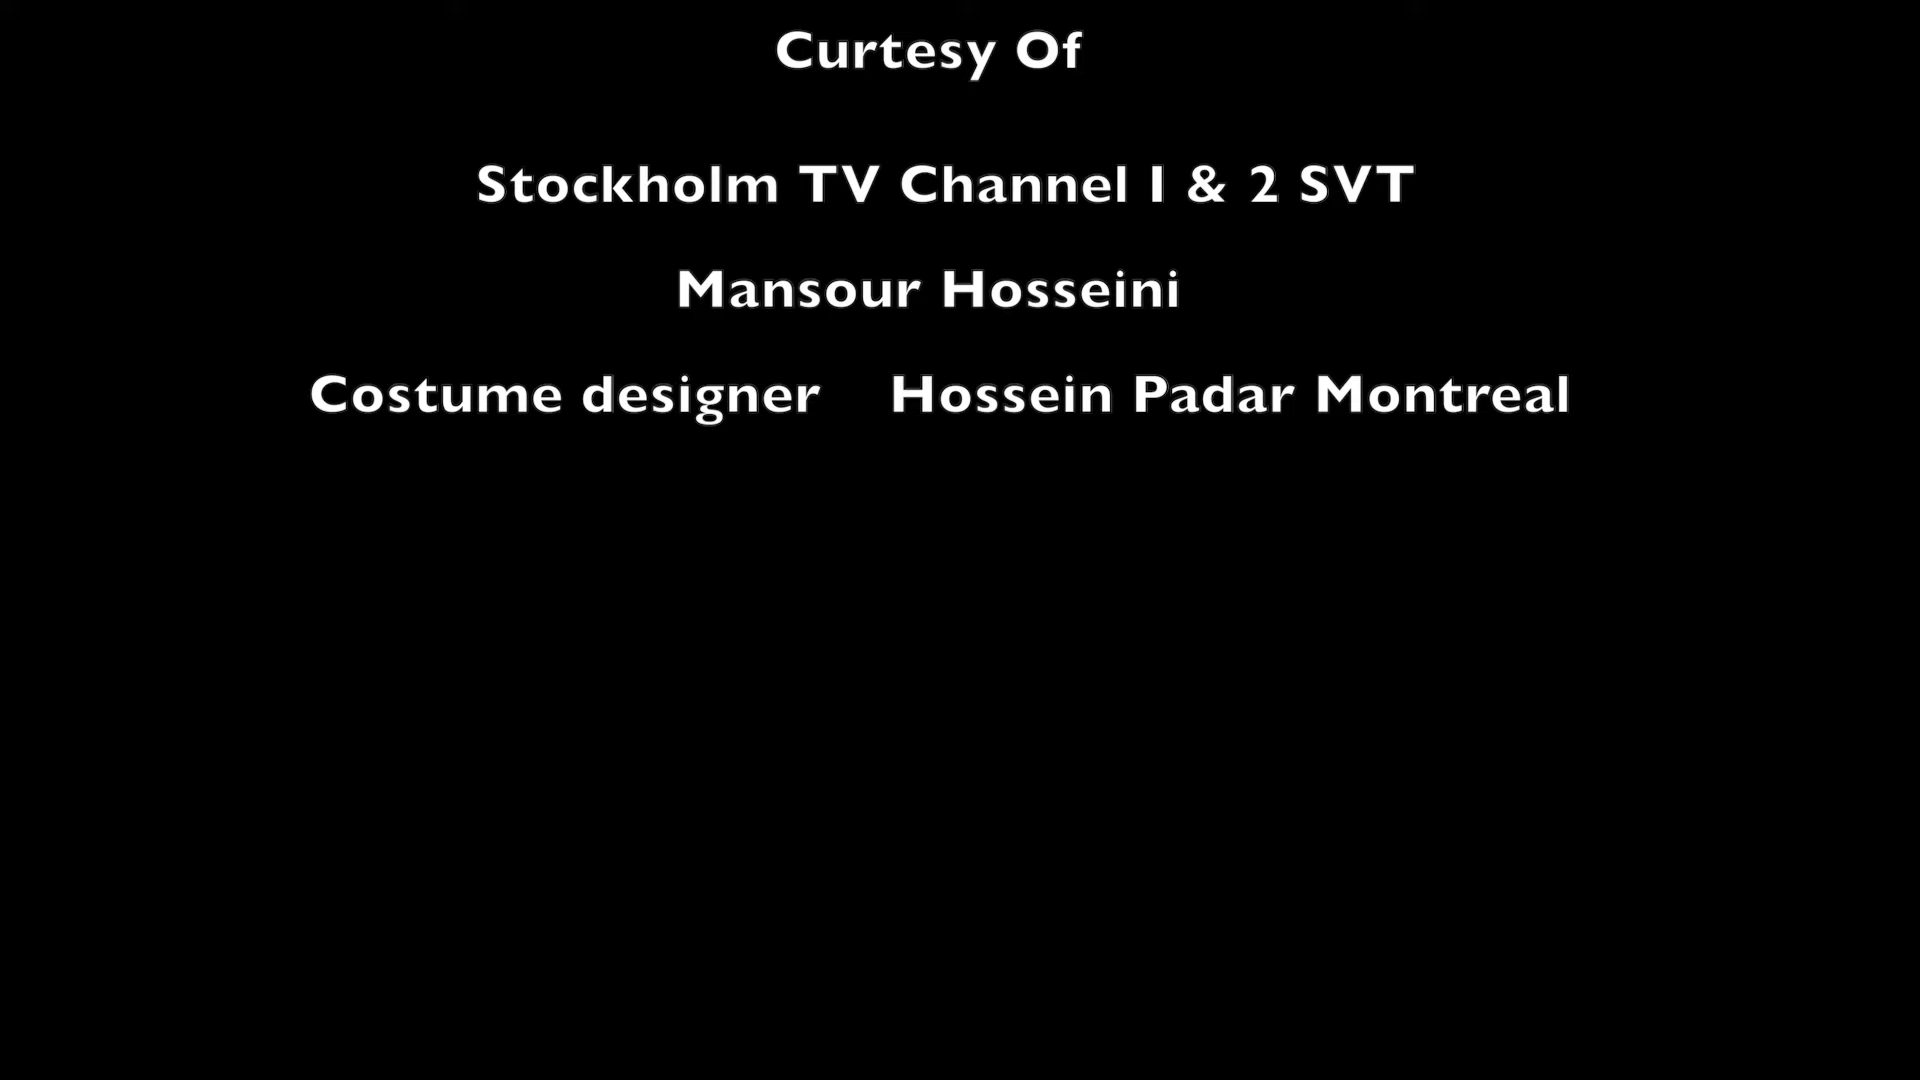 Curtesy Of
Stockholm TV Channel 1 & 2 SVT
Mansour Hosseini
Costume designer    Hossein Padar Montreal